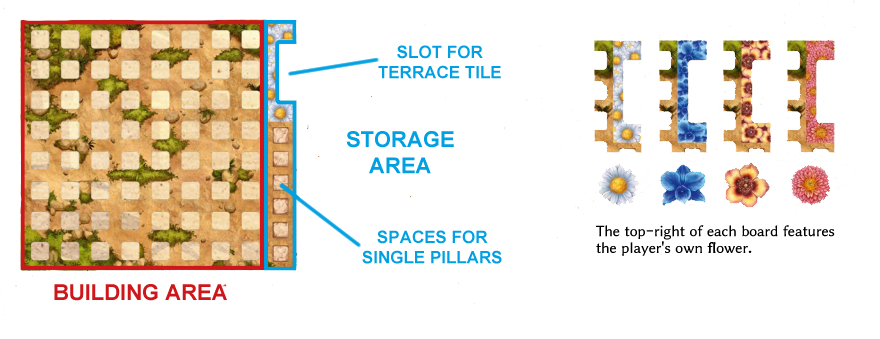 SLOT FOR
TERRACE TILE
STORAGE
AREA
SPACES FOR
SINGLE PILLARS
BUILDING AREA
The top-right of each board features
the player's own flower.